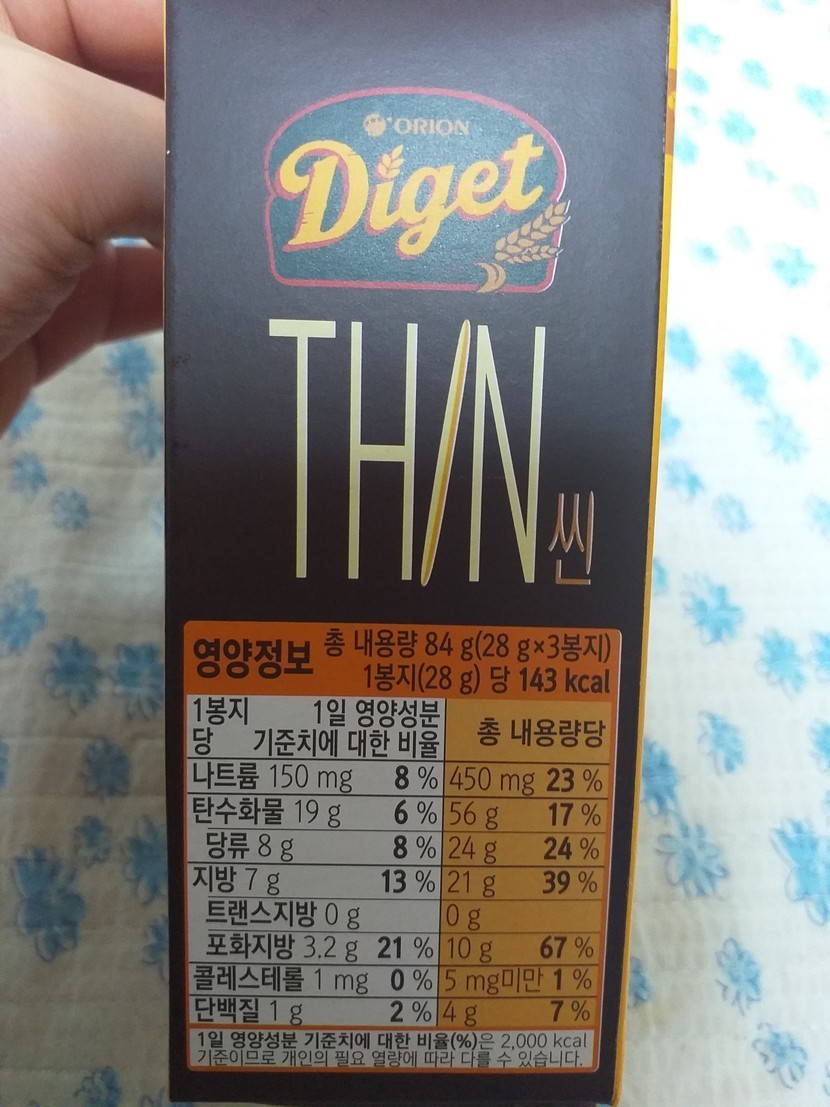 ORION
Diget
THIN
씬
영양정보 총 내용량 84 g(28 g×3봉지)
1봉지(28 g) 당 143 kcal
1봉지당 1일 영양성분 기준치에 대한 비율 총 내용량당
나트륨 150 mg 8 % 450 mg 23 %
탄수화물 19 g 6 % 56 g 17 %
당류 8 g 8 % 24 g 24 %
지방 7 g 13 % 21 g 39 %
트랜스지방 0 g 0 g
포화지방 3.2 g 21 % 10 g 67 %
콜레스테롤 1 mg 0 % 5 mg미만 1 %
단백질 1 g 2 % 4 g 7 %
1일 영양성분 기준치에 대한 비율(%)은 2,000 kcal
기준이므로 개인의 필요 열량에 따라 다를 수 있습니다.